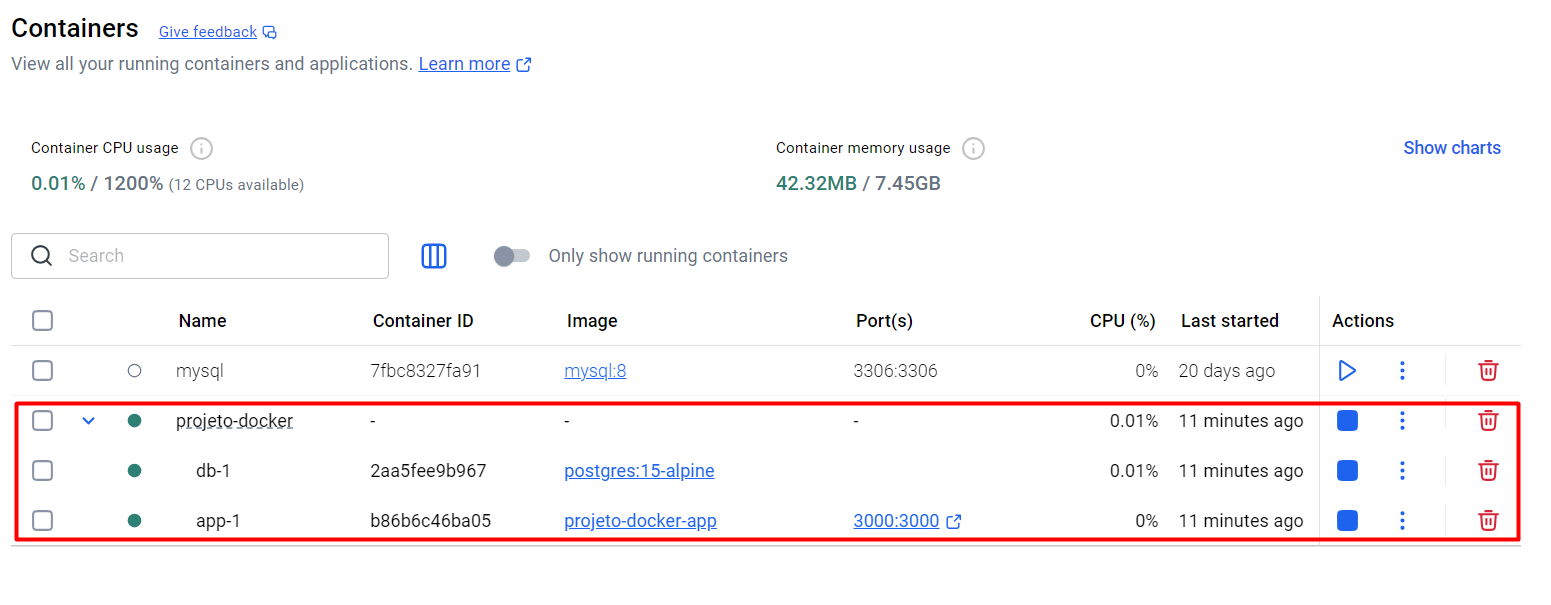 Containers Give feedback
View all your running containers and applications. Learn more
Container CPU usage Container memory usage Show charts
0.01% / 1200% (12 CPUs available) 42.32MB / 7.45GB
Search Only show running containers
Name Container ID Image Port(s) CPU (%) Last started Actions
mysql 7fbc8327fa91 mysql:8 3306:3306 0% 20 days ago
projeto-docker - - - 0.01% 11 minutes ago
db-1 2aa5fee9b967 postgres:15-alpine 0.01% 11 minutes ago
app-1 b86b6c46ba05 projeto-docker-app 3000:3000 0% 11 minutes ago